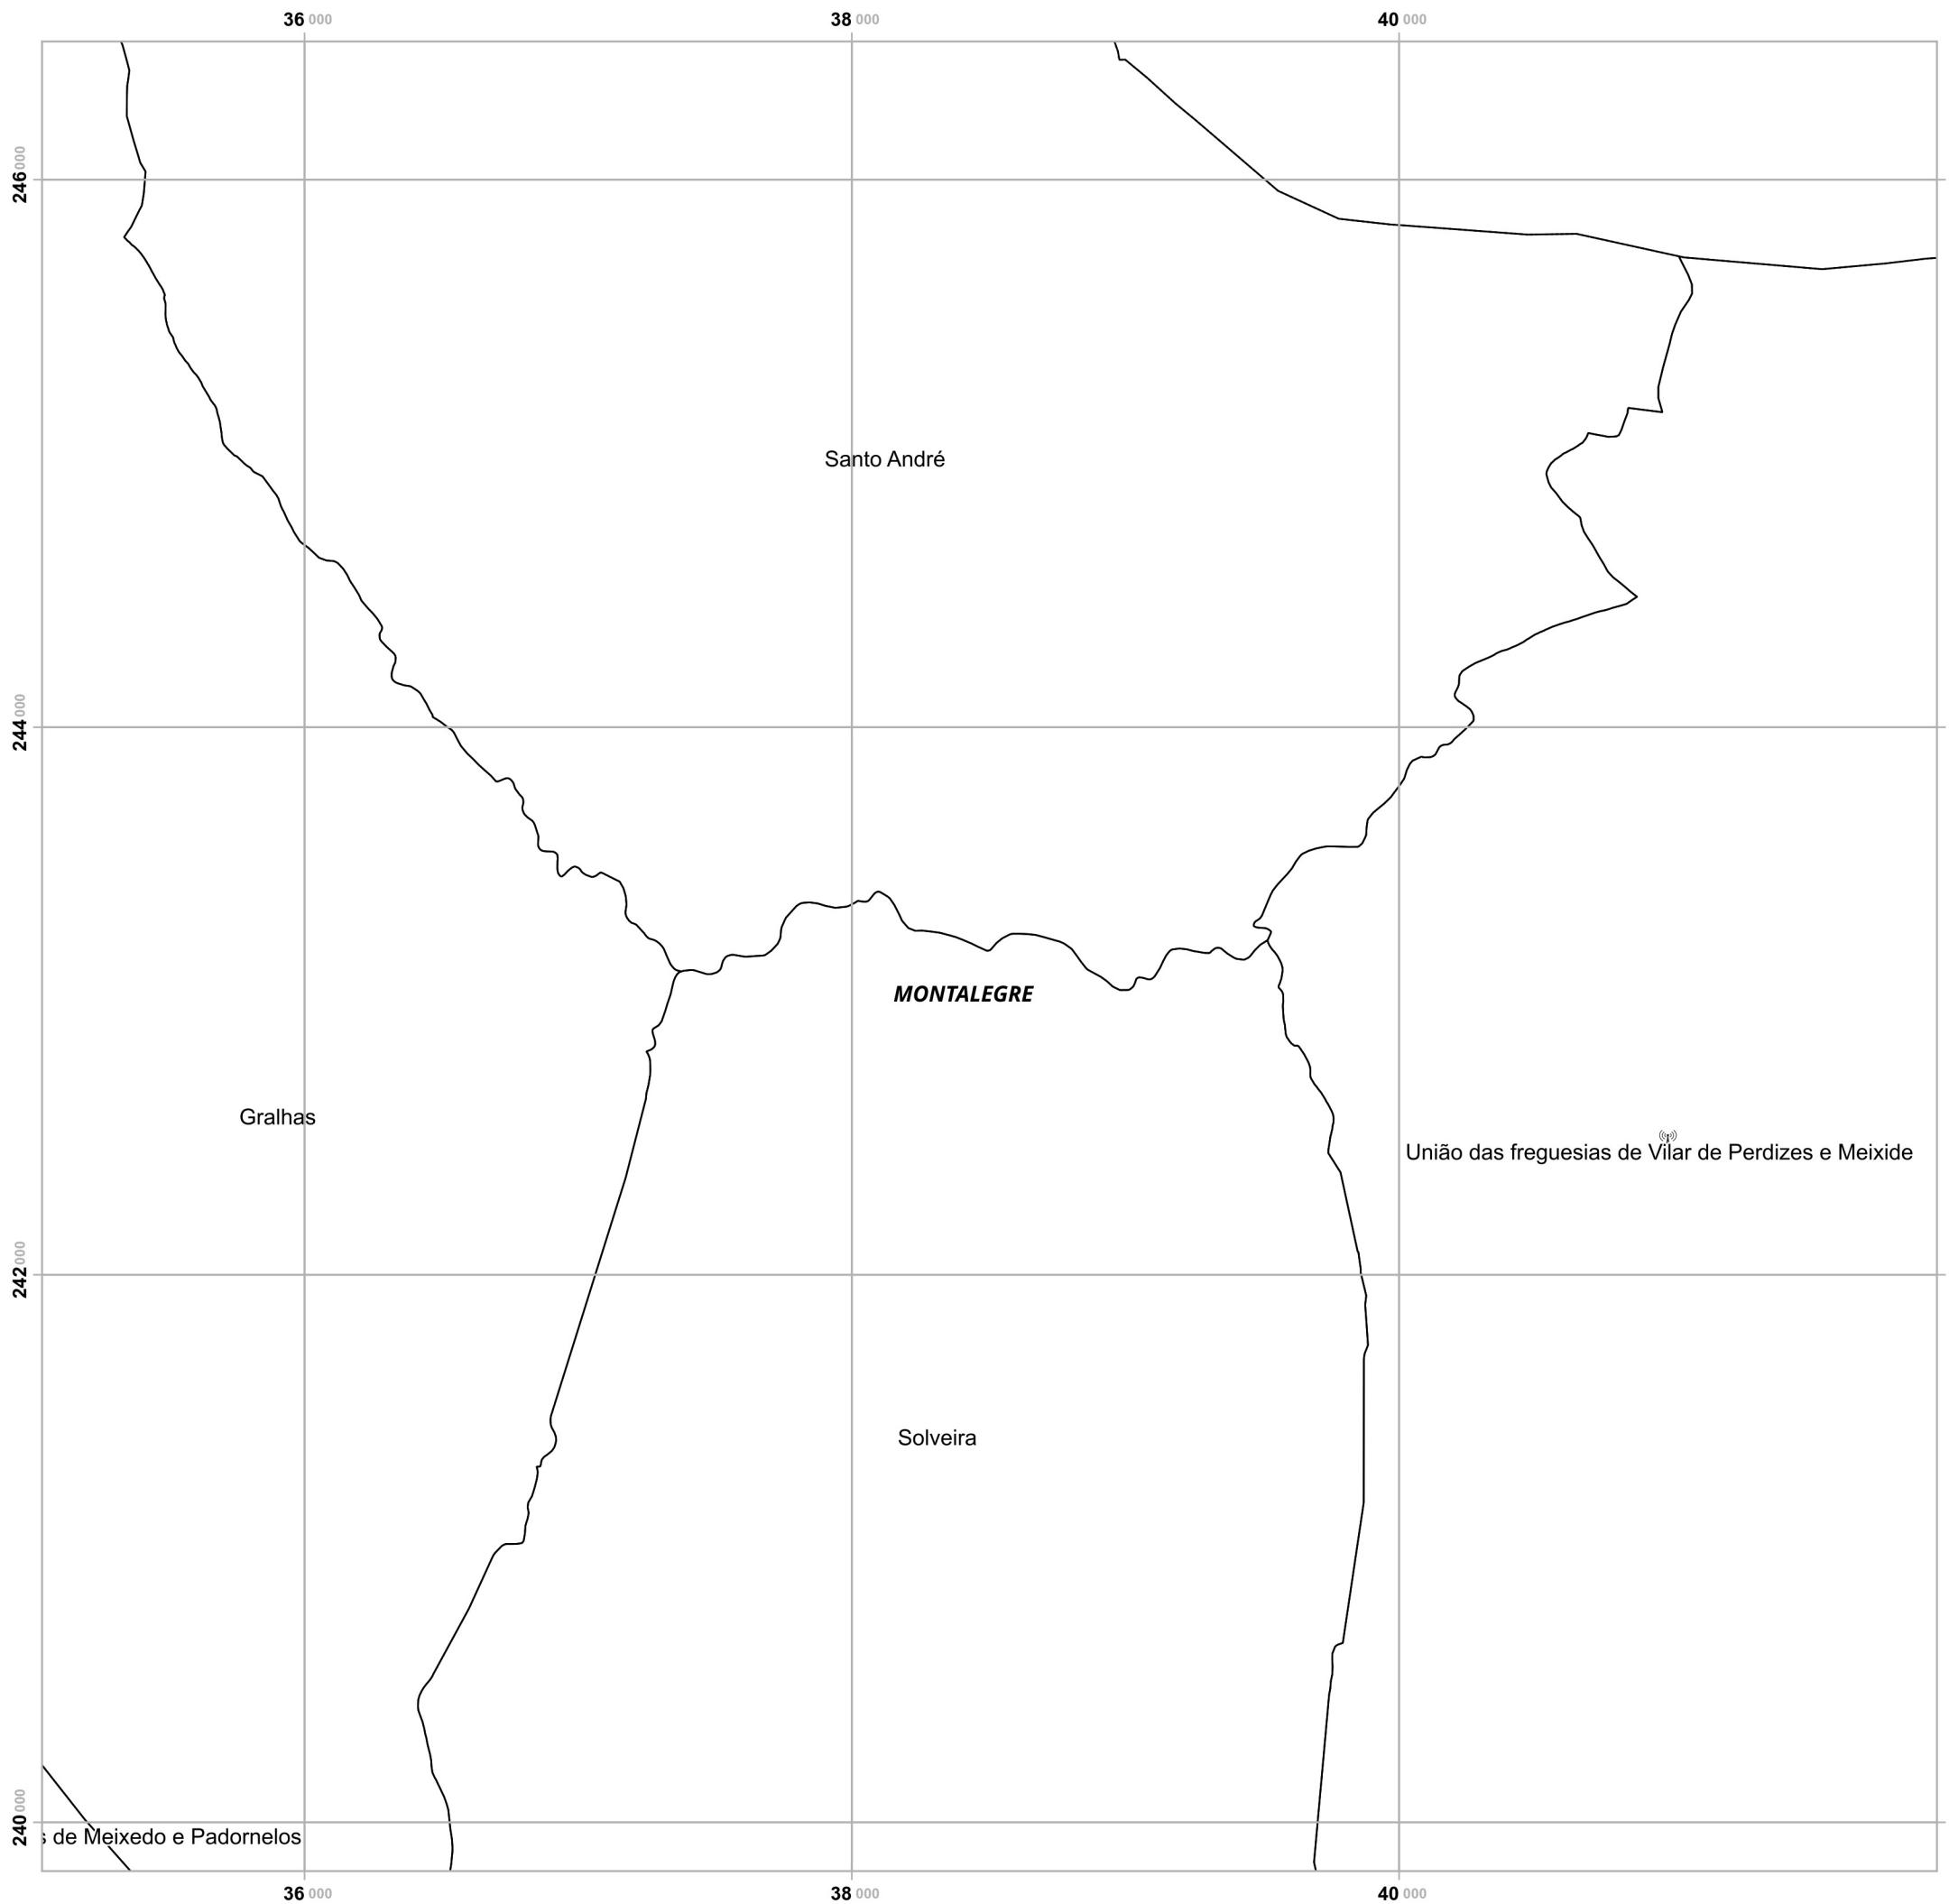 36 000 38 000 40 000
246 000
Santo André
244 000
MONTALEGRE
Gralhas
União das freguesias de Vilar de Perdizes e Meixide
242 000
Solveira
240 000
s de Meixedo e Padornelos
36 000 38 000 40 000